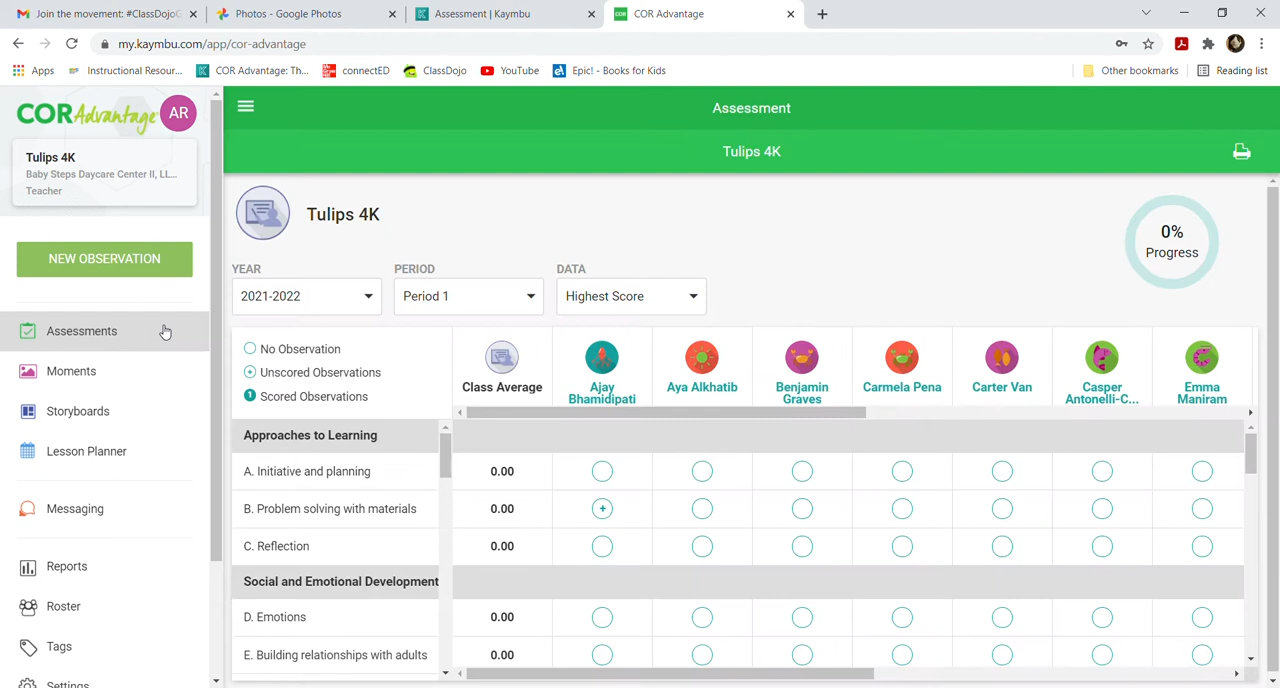 Join the movement: #ClassDojo
Photos - Google Photos
Assessment | Kaymbu
COR Advantage
my.kaymbu.com/app/cor-advantage
Apps
Instructional Resour...
COR Advantage: Th...
connectED
ClassDojo
YouTube
Epic! - Books for Kids
Other bookmarks
Reading list
COR Advantage
AR
Tulips 4K
Baby Steps Daycare Center II, LL...
Teacher
NEW OBSERVATION
Assessments
Moments
Storyboards
Lesson Planner
Messaging
Reports
Roster
Tags
Settings
Assessment
Tulips 4K
Tulips 4K
0%
Progress
YEAR
PERIOD
DATA
2021-2022
Period 1
Highest Score
No Observation
Unscored Observations
1 Scored Observations
Class Average
Ajay
Bhamidipati
Aya Alkhatib
Benjamin
Graves
Carmela Pena
Carter Van
Casper
Antonelli-C...
Emma
Maniram
Approaches to Learning
A. Initiative and planning
0.00
B. Problem solving with materials
0.00
+
C. Reflection
0.00
Social and Emotional Development
D. Emotions
0.00
E. Building relationships with adults
0.00